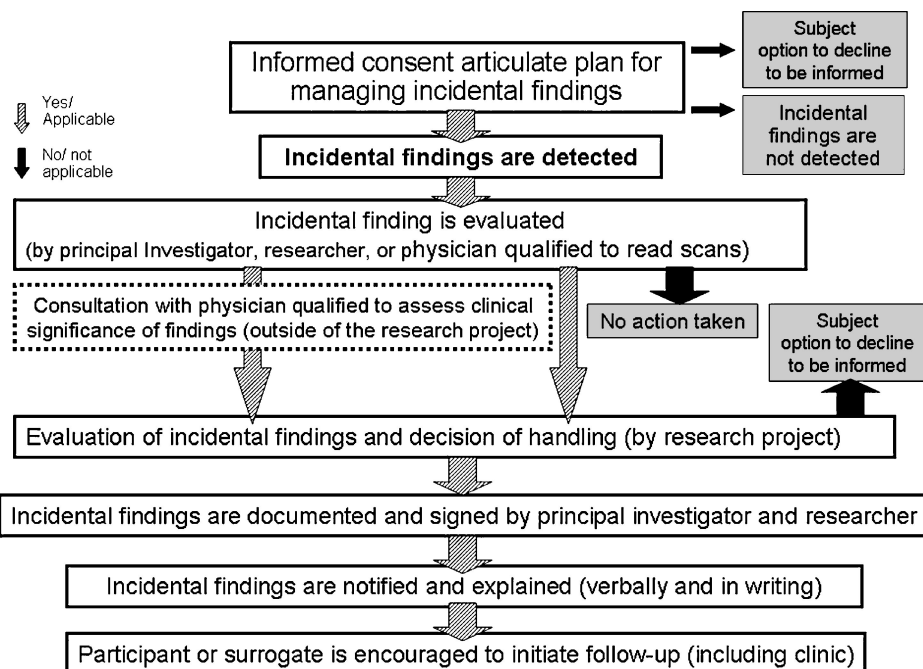 Informed consent articulate plan for
managing incidental findings
Subject
option to decline
to be informed
Yes/
Applicable
No/ not
applicable
Incidental
findings are
not detected
Incidental findings are detected
Incidental finding is evaluated
(by principal Investigator, researcher, or physician qualified to read scans)
Consultation with physician qualified to assess clinical
significance of findings (outside of the research project)
No action taken
Subject
option to decline
to be informed
Evaluation of incidental findings and decision of handling (by research project)
Incidental findings are documented and signed by principal investigator and researcher
Incidental findings are notified and explained (verbally and in writing)
Participant or surrogate is encouraged to initiate follow-up (including clinic)